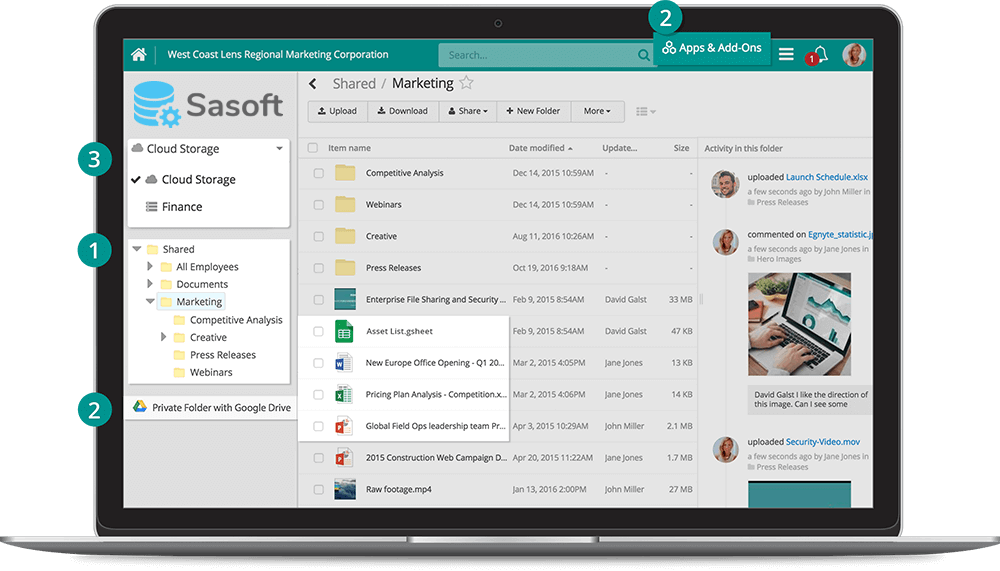 2
West Coast Lens Regional Marketing Corporation
Search...
Apps & Add-Ons
1
Sasoft
Shared / Marketing
Upload
Download
Share
+ New Folder
More
3
Cloud Storage
Cloud Storage
Finance
1
Shared
All Employees
Documents
Marketing
Competitive Analysis
Creative
Press Releases
Webinars
2
Private Folder with Google Drive
Item name Date modified Update... Size
Competitive Analysis Dec 14, 2015 10:59AM - -
Webinars Dec 14, 2015 10:59AM - -
Creative Aug 11, 2016 10:26AM - -
Press Releases Oct 19, 2016 9:18AM - -
Enterprise File Sharing and Security ... Feb 9, 2015 8:54AM David Galst 33 MB
Asset List.gsheet Feb 9, 2015 8:54AM David Galst 47 KB
New Europe Office Opening - Q1 20... Mar 2, 2015 4:05PM Jane Jones 13 KB
Pricing Plan Analysis - Competition.x... Mar 2, 2015 4:06PM Jane Jones 14 KB
Global Field Ops leadership team Pr... Apr 3, 2015 10:29AM John Miller 2.1 MB
2015 Construction Web Campaign D... Apr 20, 2015 11:22AM Jane Jones 1.7 MB
Raw footage.mp4 Jan 13, 2016 2:00PM John Miller 27 MB
Activity in this folder
uploaded Launch Schedule.xlsx
a few seconds ago by John Miller in
Press Releases
commented on Egnyte_statistic.j
a few seconds ago by Jane Jones in
Hero Images
David Galst I like the direction of
this image. Can I see some
uploaded Security-Video.mov
a few seconds ago by Jane Jones in
Press Releases